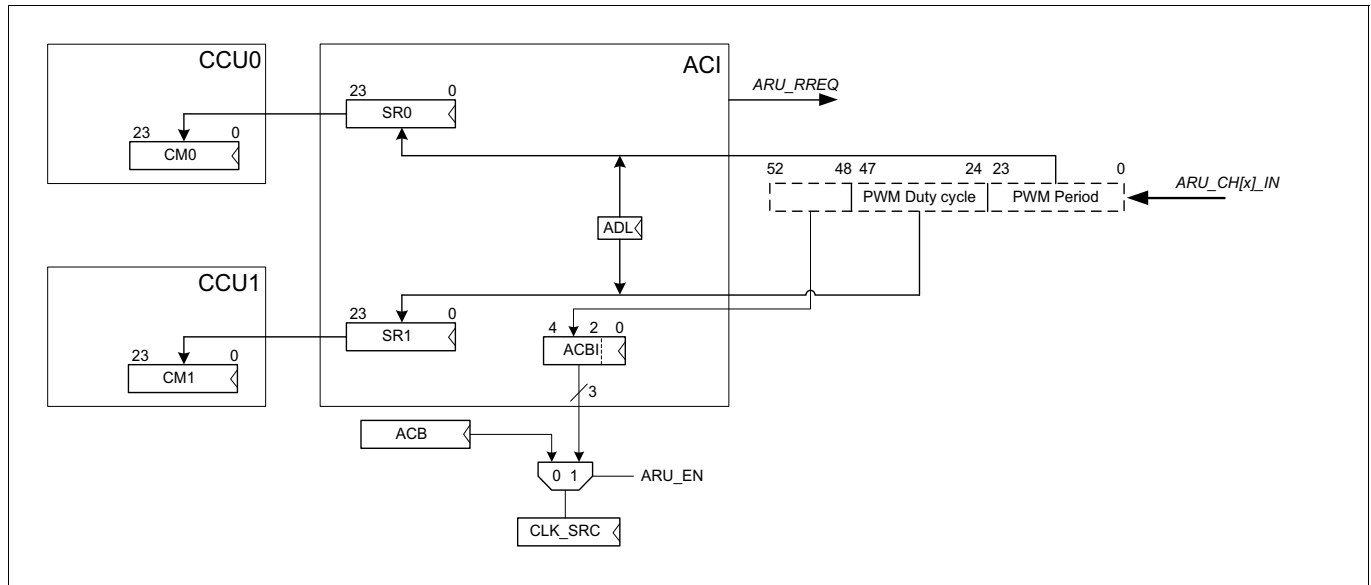 CCU0
ACI
ARU_RREQ
23 0
SR0
23 0
CM0
52 48 47 24 23 0
ARU_CH[x]_IN
PWM Duty cycle PWM Period
ADL
CCU1
23 0
SR1
4 2 0
ACBI
23 0
CM1
3
ACB
0 1
ARU_EN
CLK_SRC